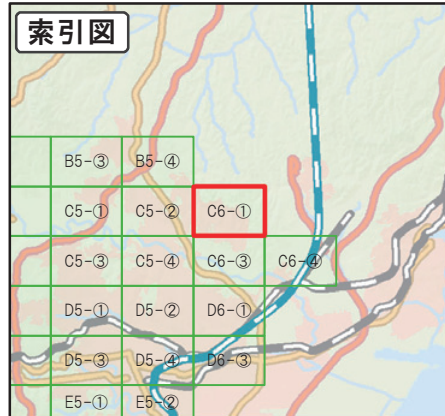 索引図
B5-③ B5-④
C5-① C5-② C6-①
C5-③ C5-④ C6-③ C6-④
D5-① D5-② D6-①
D5-③ D5-④ D6-③
E5-① E5-②